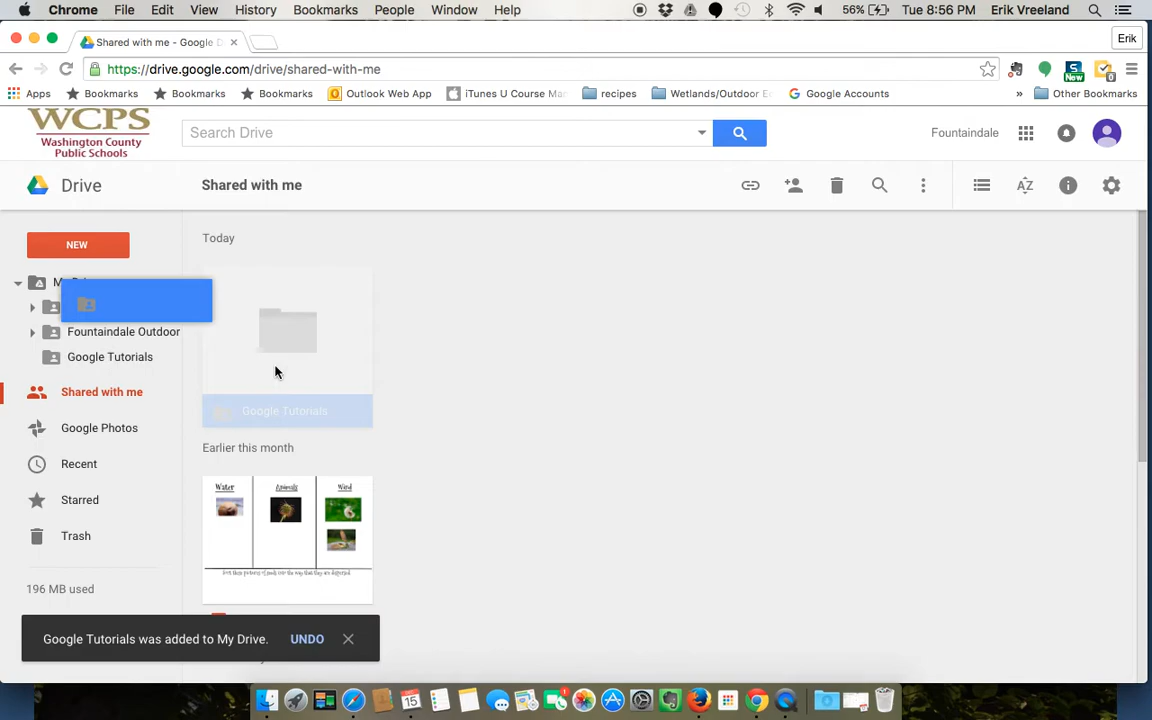 Chrome File Edit View History Bookmarks People Window Help 56% Tue 8:56 PM Erik Vreeland
Shared with me - Google D Erik
https://drive.google.com/drive/shared-with-me
Apps Bookmarks Bookmarks Bookmarks Outlook Web App iTunes U Course Ma recipes Wetlands/Outdoor E Google Accounts » Other Bookmarks
New
WCPS
Washington County
Public Schools
Search Drive
Fountaindale
Drive
Shared with me
NEW
Today
Fountaindale Outdoor
Google Tutorials
Shared with me
Google Photos
Recent
Starred
Trash
196 MB used
Google Tutorials
Earlier this month
Water Animals Wind
Google Tutorials was added to My Drive. UNDO